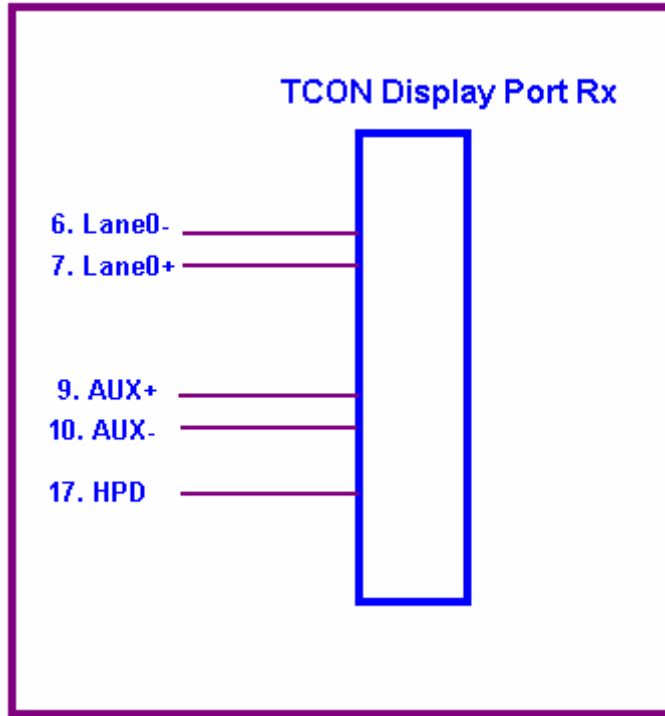 TCON Display Port Rx
6. Lane0-
7. Lane0+
9. AUX+
10. AUX-
17. HPD